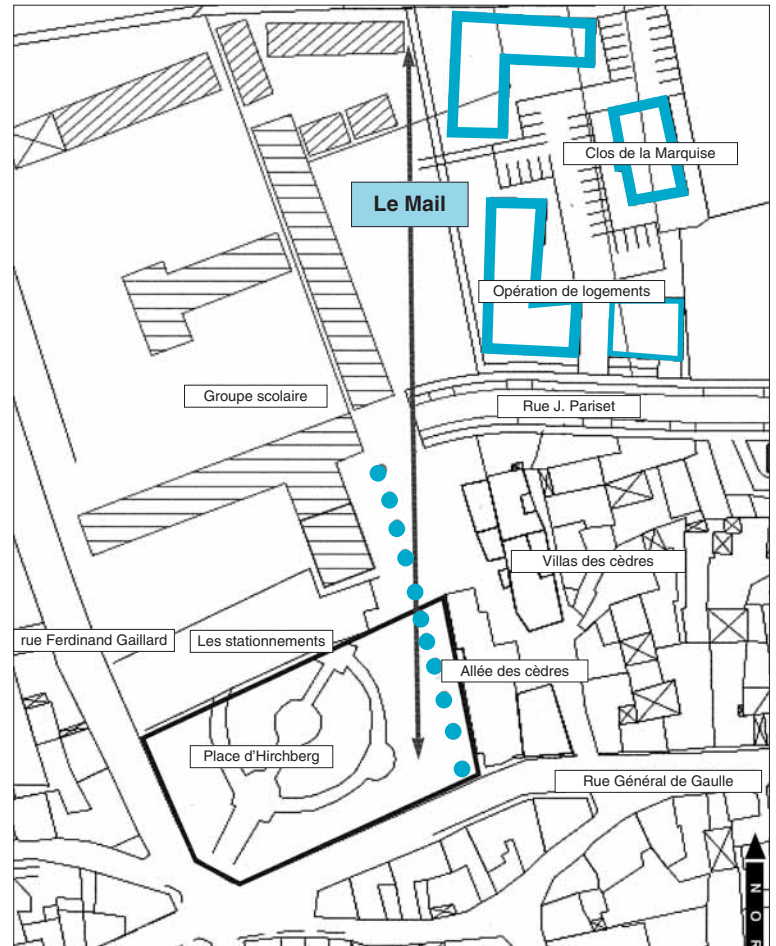 Clos de la Marquise
Le Mail
Opération de logements
Groupe scolaire
Rue J. Pariset
Villas des cèdres
rue Ferdinand Gaillard
Les stationnements
Allée des cèdres
Place d'Hirchberg
Rue Général de Gaulle